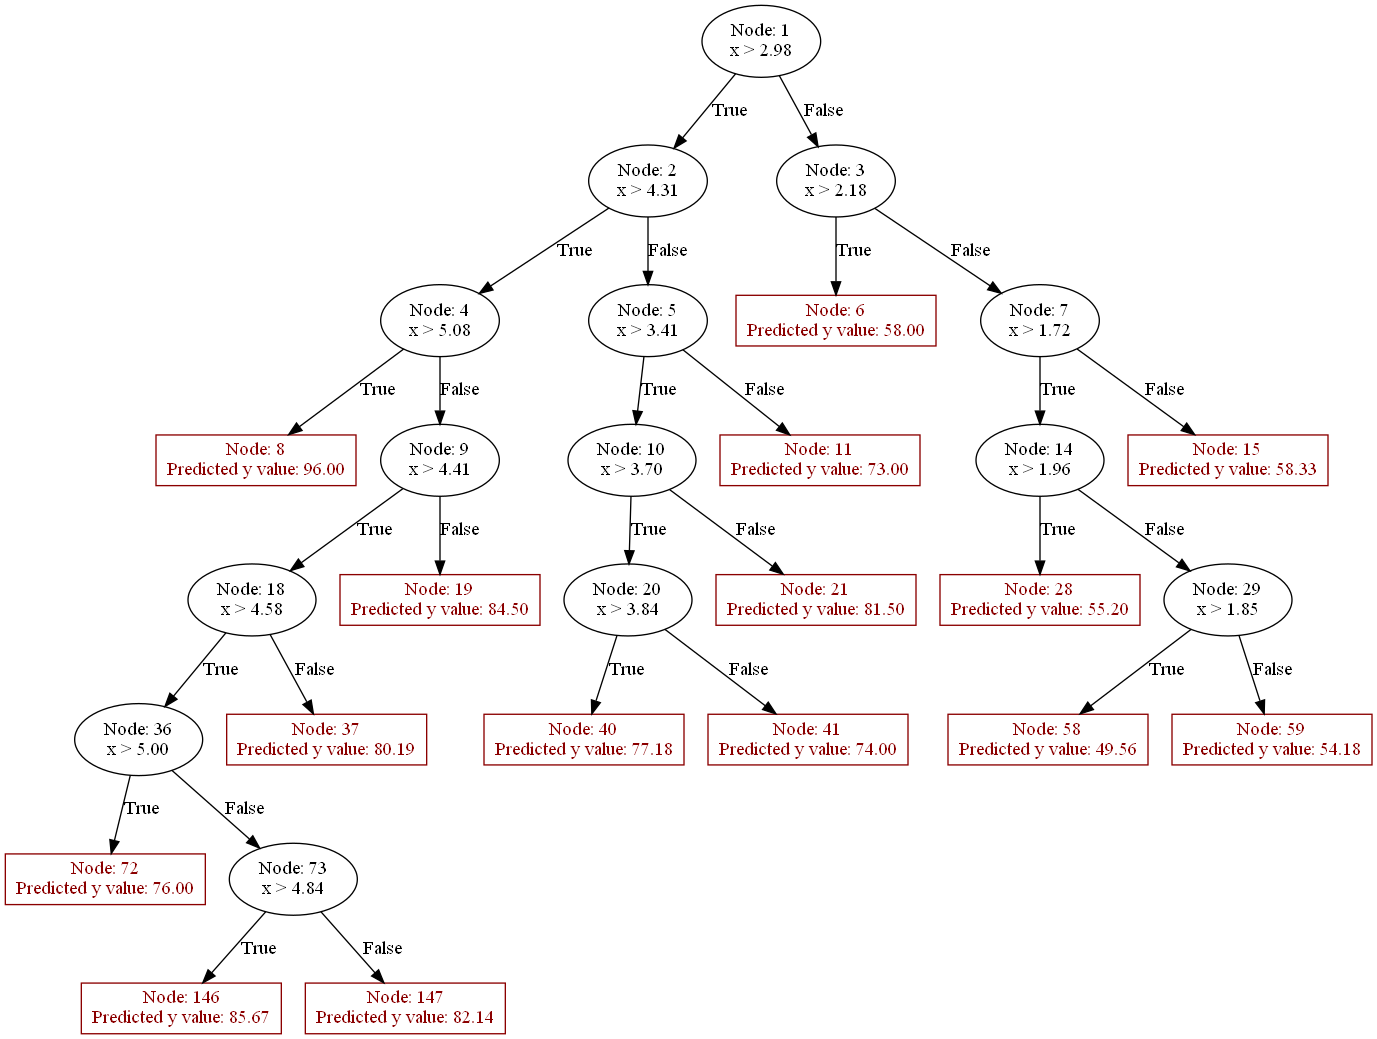 Node: 1
x > 2.98
True
False
Node: 2
x > 4.31
Node: 3
x > 2.18
True
False
True
False
Node: 4
x > 5.08
Node: 5
x > 3.41
Node: 6
Predicted y value: 58.00
Node: 7
x > 1.72
True
False
True
False
True
False
Node: 8
Predicted y value: 96.00
Node: 9
x > 4.41
Node: 10
x > 3.70
Node: 11
Predicted y value: 73.00
Node: 14
x > 1.96
Node: 15
Predicted y value: 58.33
True
False
True
False
True
False
Node: 18
x > 4.58
Node: 19
Predicted y value: 84.50
Node: 20
x > 3.84
Node: 21
Predicted y value: 81.50
Node: 28
Predicted y value: 55.20
Node: 29
x > 1.85
True
False
True
False
True
False
Node: 36
x > 5.00
Node: 37
Predicted y value: 80.19
Node: 40
Predicted y value: 77.18
Node: 41
Predicted y value: 74.00
Node: 58
Predicted y value: 49.56
Node: 59
Predicted y value: 54.18
True
False
Node: 72
Predicted y value: 76.00
Node: 73
x > 4.84
True
False
Node: 146
Predicted y value: 85.67
Node: 147
Predicted y value: 82.14